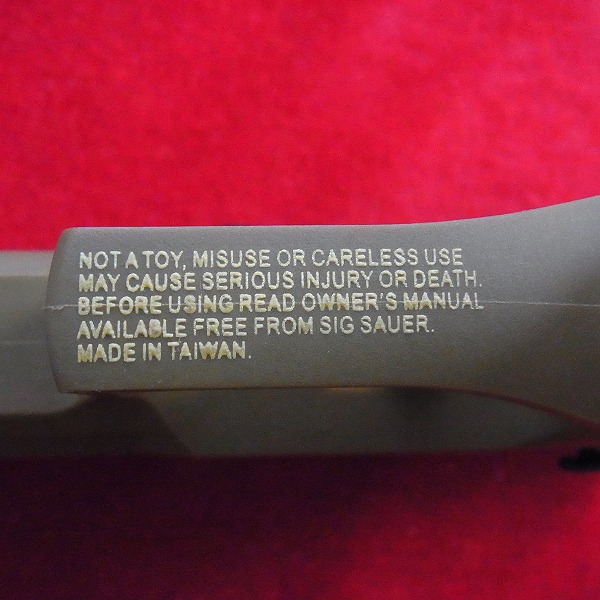 NOT A TOY, MISUSE OR CARELESS USE
MAY CAUSE SERIOUS INJURY OR DEATH.
BEFORE USING READ OWNER'S MANUAL
AVAILABLE FREE FROM SIG SAUER.
MADE IN TAIWAN.